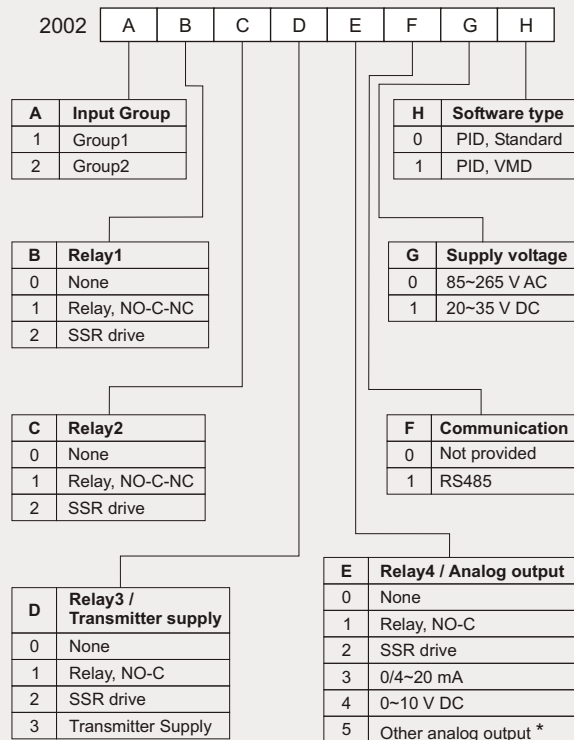 2002 A B C D E F G H
A Input Group
1 Group1
2 Group2
H Software type
0 PID, Standard
1 PID, VMD
B Relay1
0 None
1 Relay, NO-C-NC
2 SSR drive
G Supply voltage
0 85~265 V AC
1 20~35 V DC
C Relay2
0 None
1 Relay, NO-C-NC
2 SSR drive
F Communication
0 Not provided
1 RS485
D Relay3 /
Transmitter supply
0 None
1 Relay, NO-C
2 SSR drive
3 Transmitter Supply
E Relay4 / Analog output
0 None
1 Relay, NO-C
2 SSR drive
3 0/4~20 mA
4 0~10 V DC
5 Other analog output *